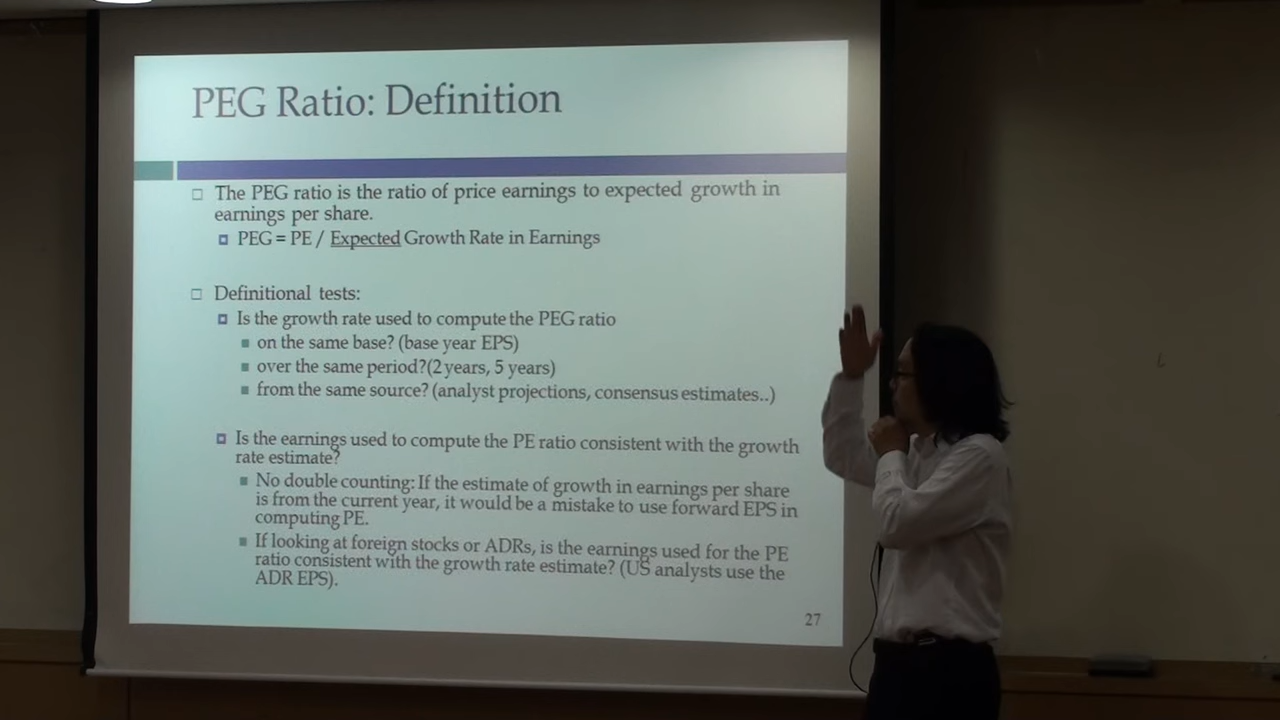 PEG Ratio: Definition
The PEG ratio is the ratio of price earnings to expected growth in
earnings per share.
PEG = PE / Expected Growth Rate in Earnings
Definitional tests:
Is the growth rate used to compute the PEG ratio
on the same base? (base year EPS)
over the same period?(2 years, 5 years)
from the same source? (analyst projections, consensus estimates..)
Is the earnings used to compute the PE ratio consistent with the growth
rate estimate?
No double counting: If the estimate of growth in earnings per share
is from the current year, it would be a mistake to use forward EPS in
computing PE.
If looking at foreign stocks or ADRs, is the earnings used for the PE
ratio consistent with the growth rate estimate? (US analysts use the
ADR EPS).
27